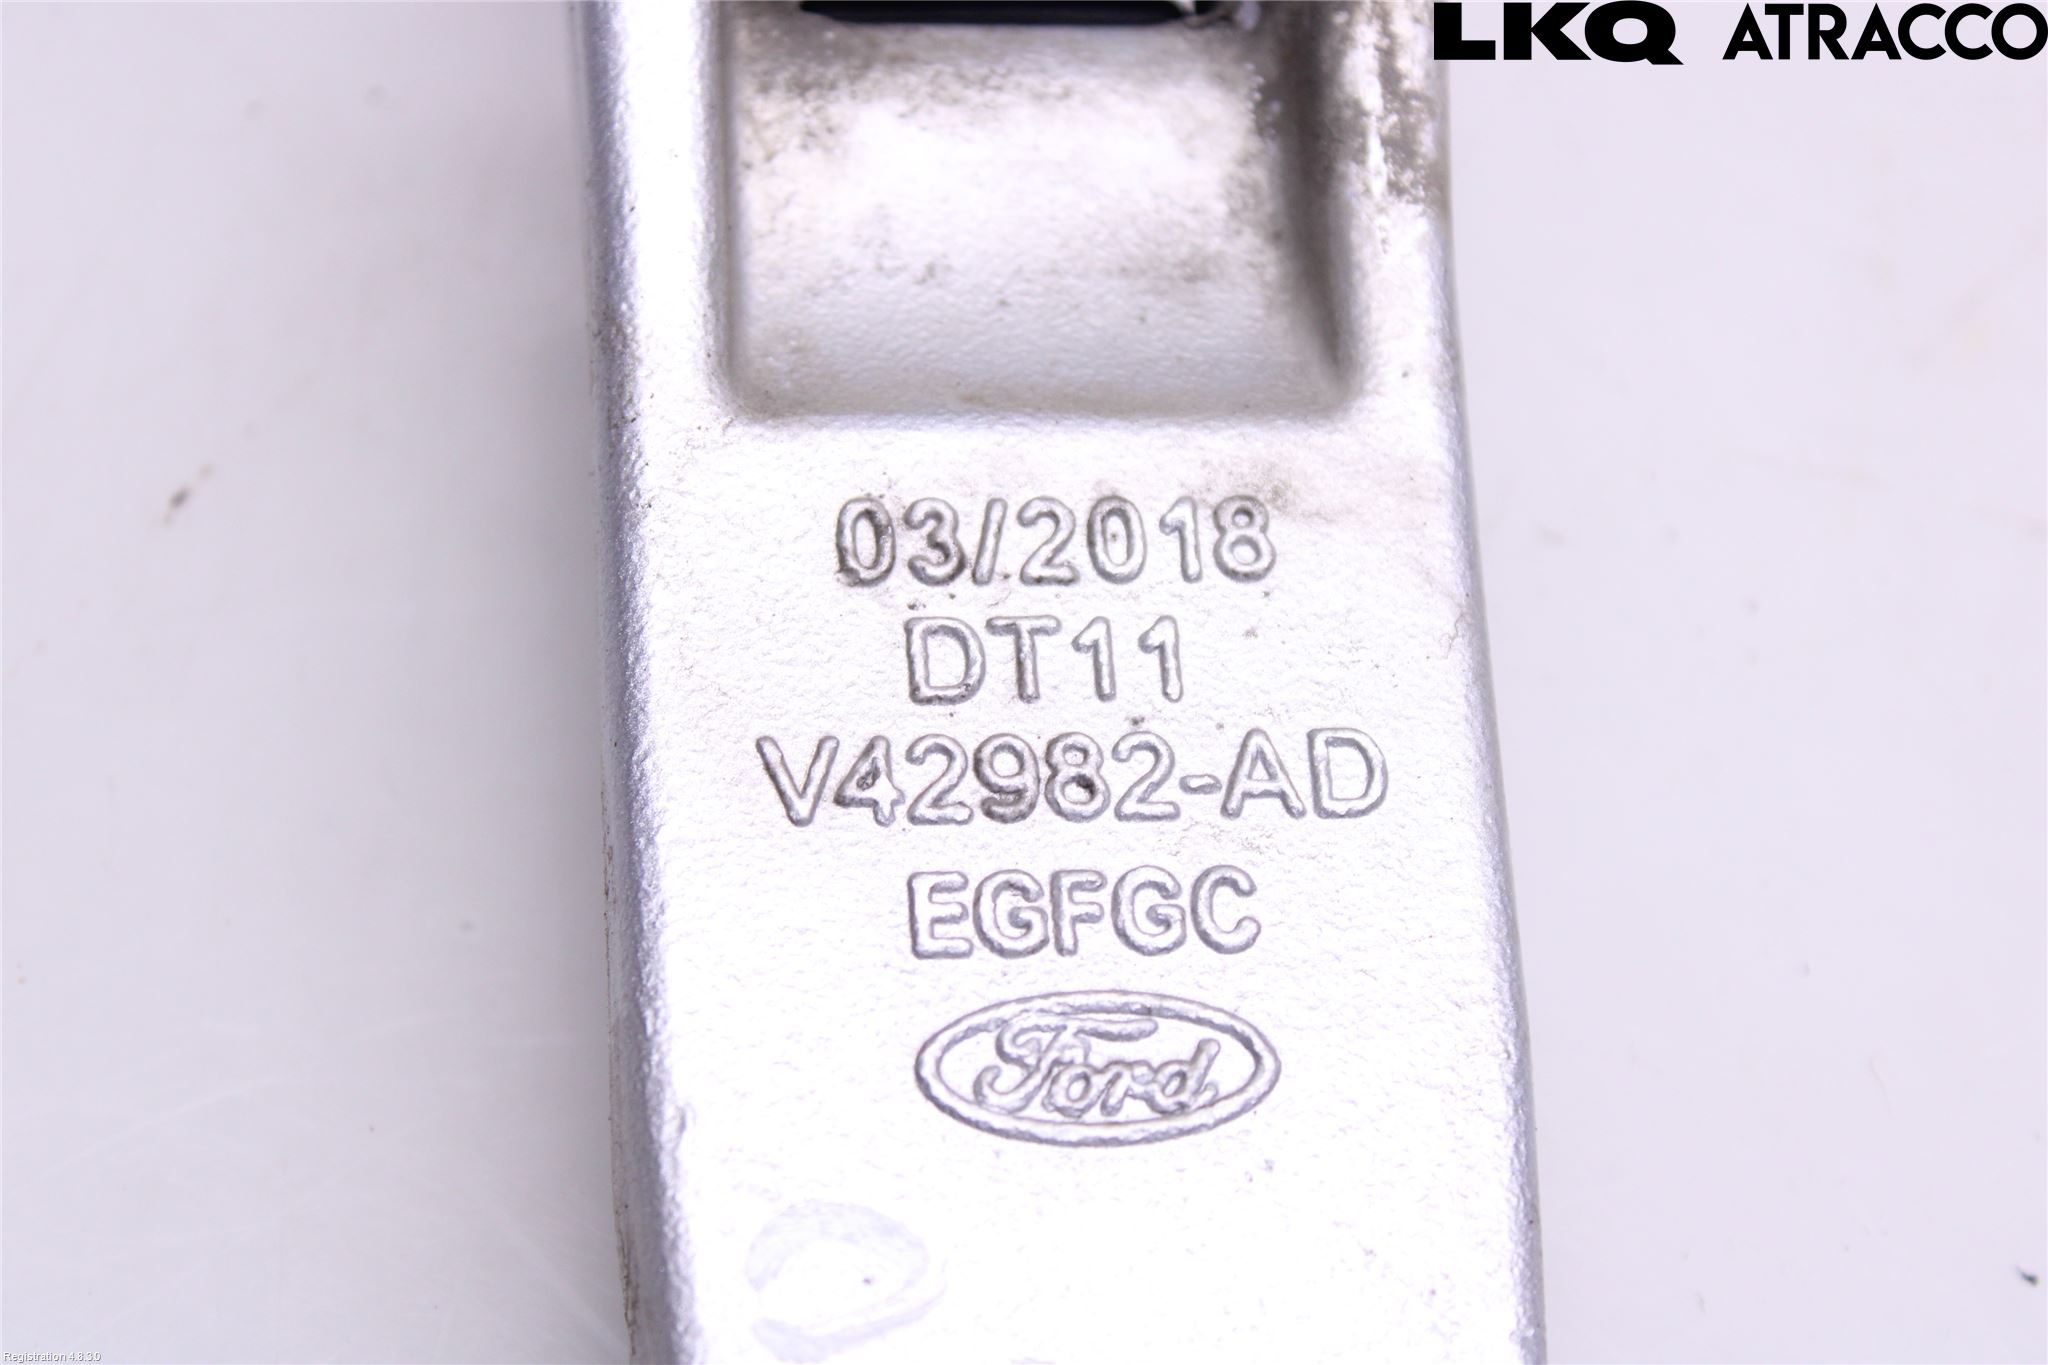 LKQ ATRACCO
03/2018
DT11
V42982-AD
EGFGC
Ford
Registration 4.8.3.0